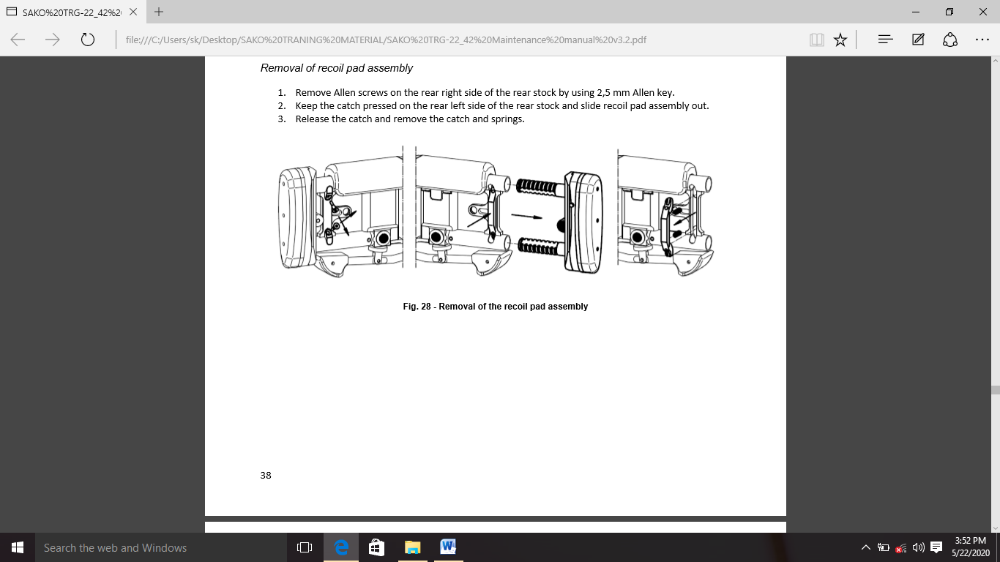 SAKO%20TRG-22_42%2
file:///C:/Users/sk/Desktop/SAKO%20TRANING%20MATERIAL/SAKO%20TRG-22_42%20Maintenance%20manual%20v3.2.pdf
Removal of recoil pad assembly
1. Remove Allen screws on the rear right side of the rear stock by using 2,5 mm Allen key.
2. Keep the catch pressed on the rear left side of the rear stock and slide recoil pad assembly out.
3. Release the catch and remove the catch and springs.
Fig. 28 - Removal of the recoil pad assembly
38
Search the web and Windows
3:52 PM
5/22/2020